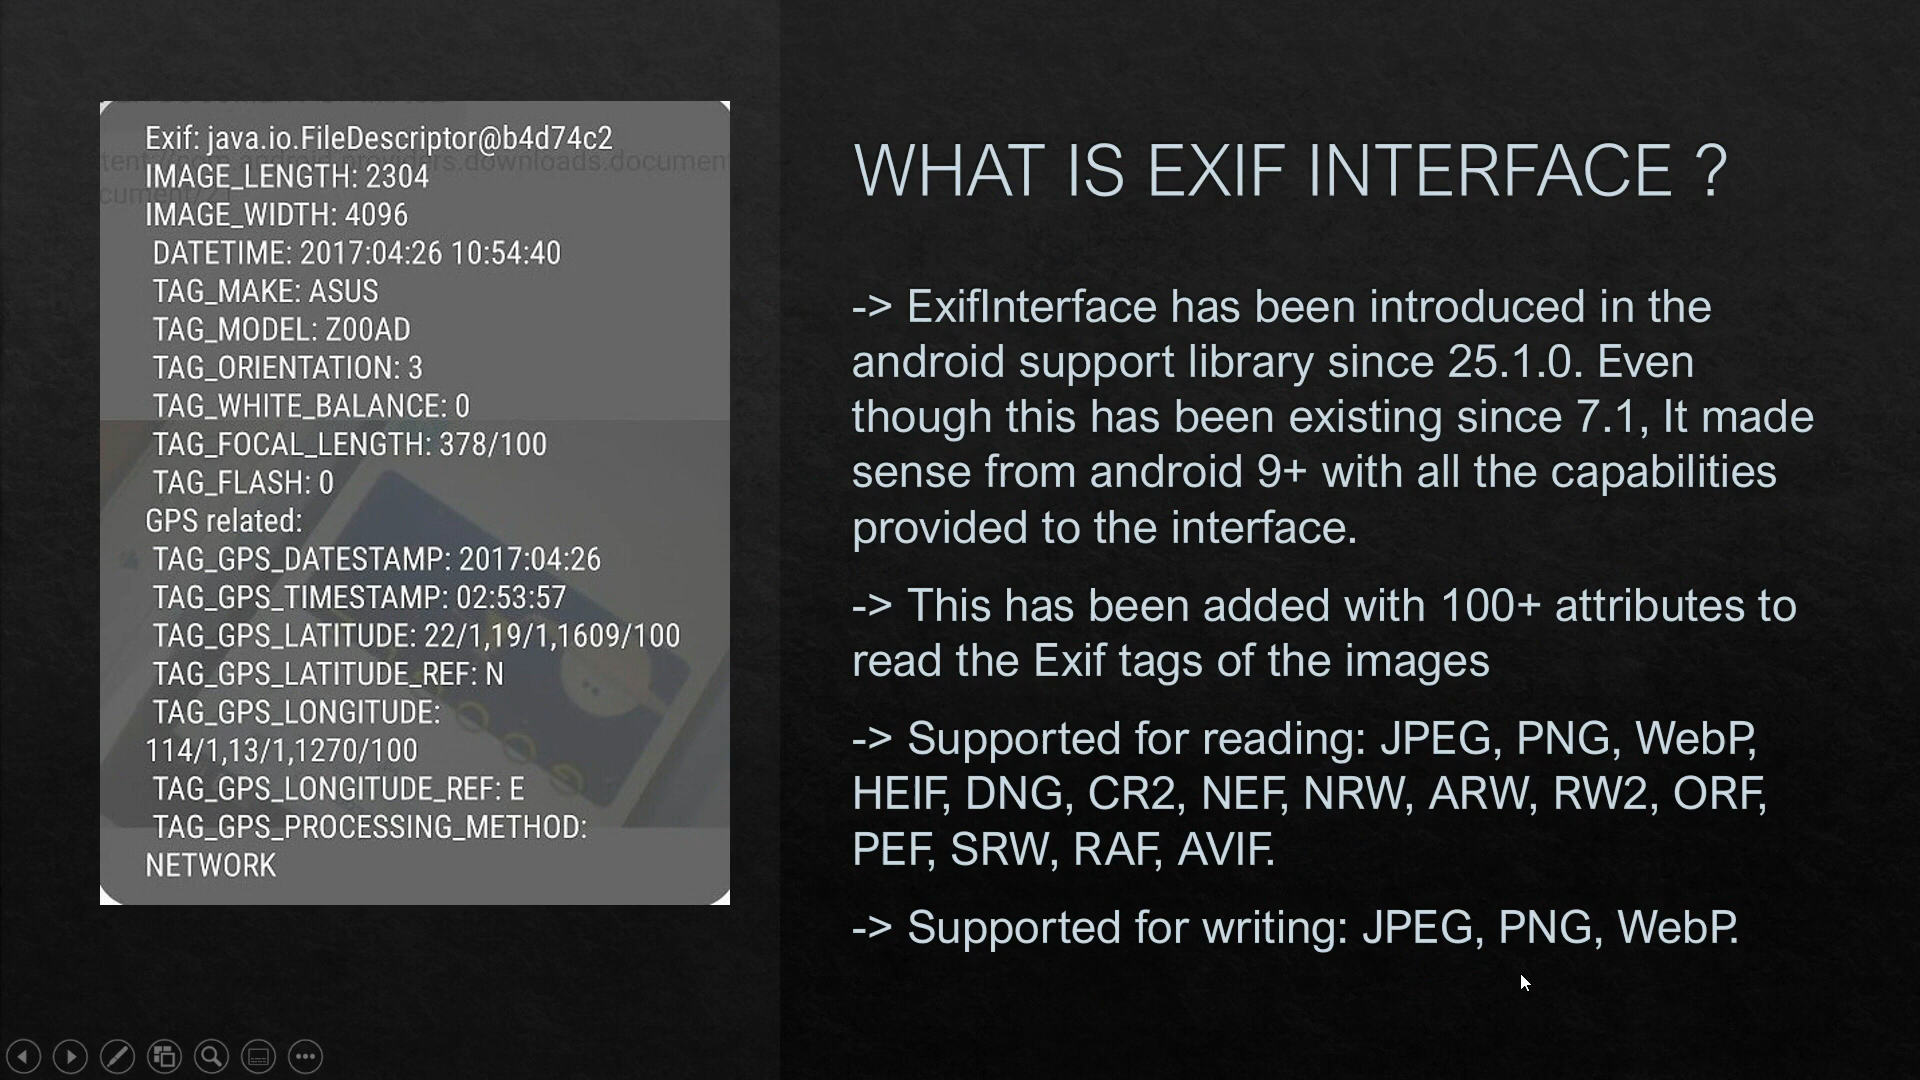 Exif: java.io.FileDescriptor@b4d74c2
IMAGE_LENGTH: 2304
IMAGE_WIDTH: 4096
DATETIME: 2017:04:26 10:54:40
TAG_MAKE: ASUS
TAG_MODEL: Z00AD
TAG_ORIENTATION: 3
TAG_WHITE_BALANCE: 0
TAG_FOCAL_LENGTH: 378/100
TAG_FLASH: 0
GPS related:
TAG_GPS_DATESTAMP: 2017:04:26
TAG_GPS_TIMESTAMP: 02:53:57
TAG_GPS_LATITUDE: 22/1,19/1,1609/100
TAG_GPS_LATITUDE_REF: N
TAG_GPS_LONGITUDE:
114/1,13/1,1270/100
TAG_GPS_LONGITUDE_REF: E
TAG_GPS_PROCESSING_METHOD:
NETWORK
WHAT IS EXIF INTERFACE ?
-> ExifInterface has been introduced in the
android support library since 25.1.0. Even
though this has been existing since 7.1, It made
sense from android 9+ with all the capabilities
provided to the interface.
-> This has been added with 100+ attributes to
read the Exif tags of the images
-> Supported for reading: JPEG, PNG, WebP,
HEIF, DNG, CR2, NEF, NRW, ARW, RW2, ORF,
PEF, SRW, RAF, AVIF.
-> Supported for writing: JPEG, PNG, WebP.